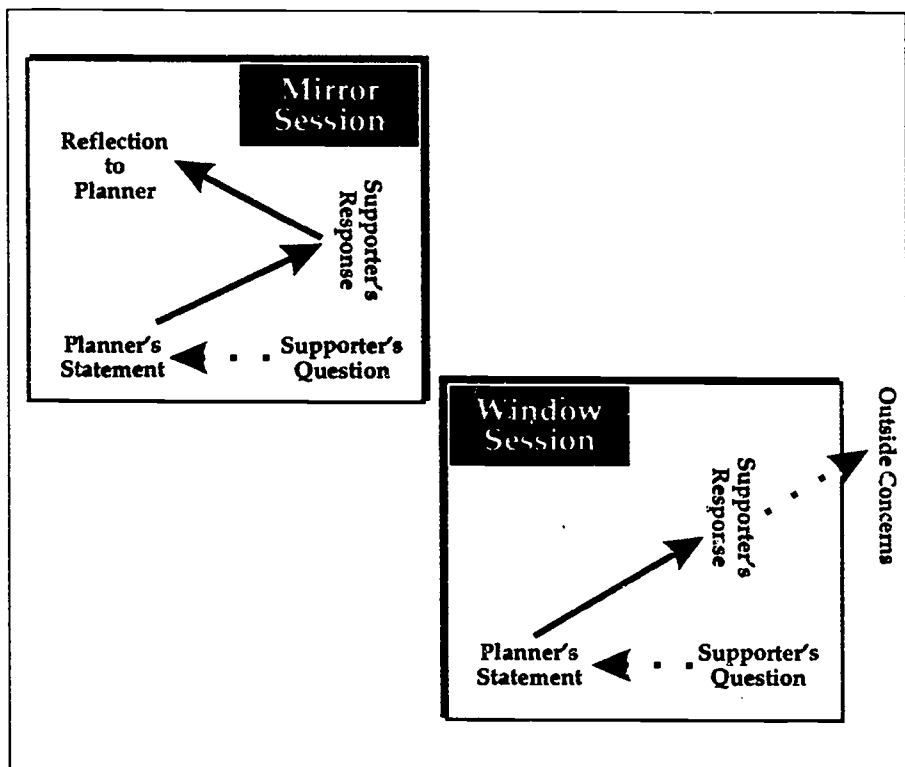 Mirror
Session
Reflection
to
Planner
Supporter's
Response
Planner's
Statement
Supporter's
Question
Window
Session
Supporter's
Response
Outside Concerns
Planner's
Statement
Supporter's
Question